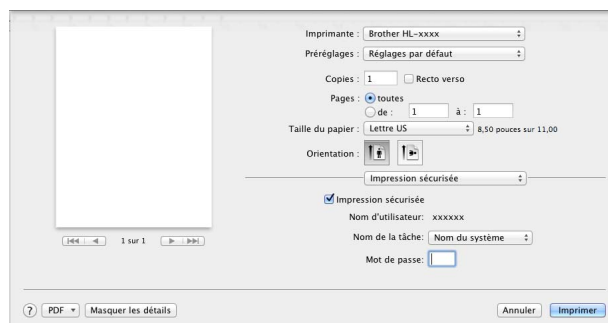 Imprimante : Brother HL-xxxx
Préréglages : Réglages par défaut
Copies : 1 Recto verso
Pages : toutes
de : 1 à : 1
Taille du papier : Lettre US 8,50 pouces sur 11,00
Orientation :
Impression sécurisée
Impression sécurisée
Nom d'utilisateur: xxxxxx
Nom de la tâche: Nom du système
Mot de passe:
1 sur 1
? PDF Masquer les détails Annuler Imprimer